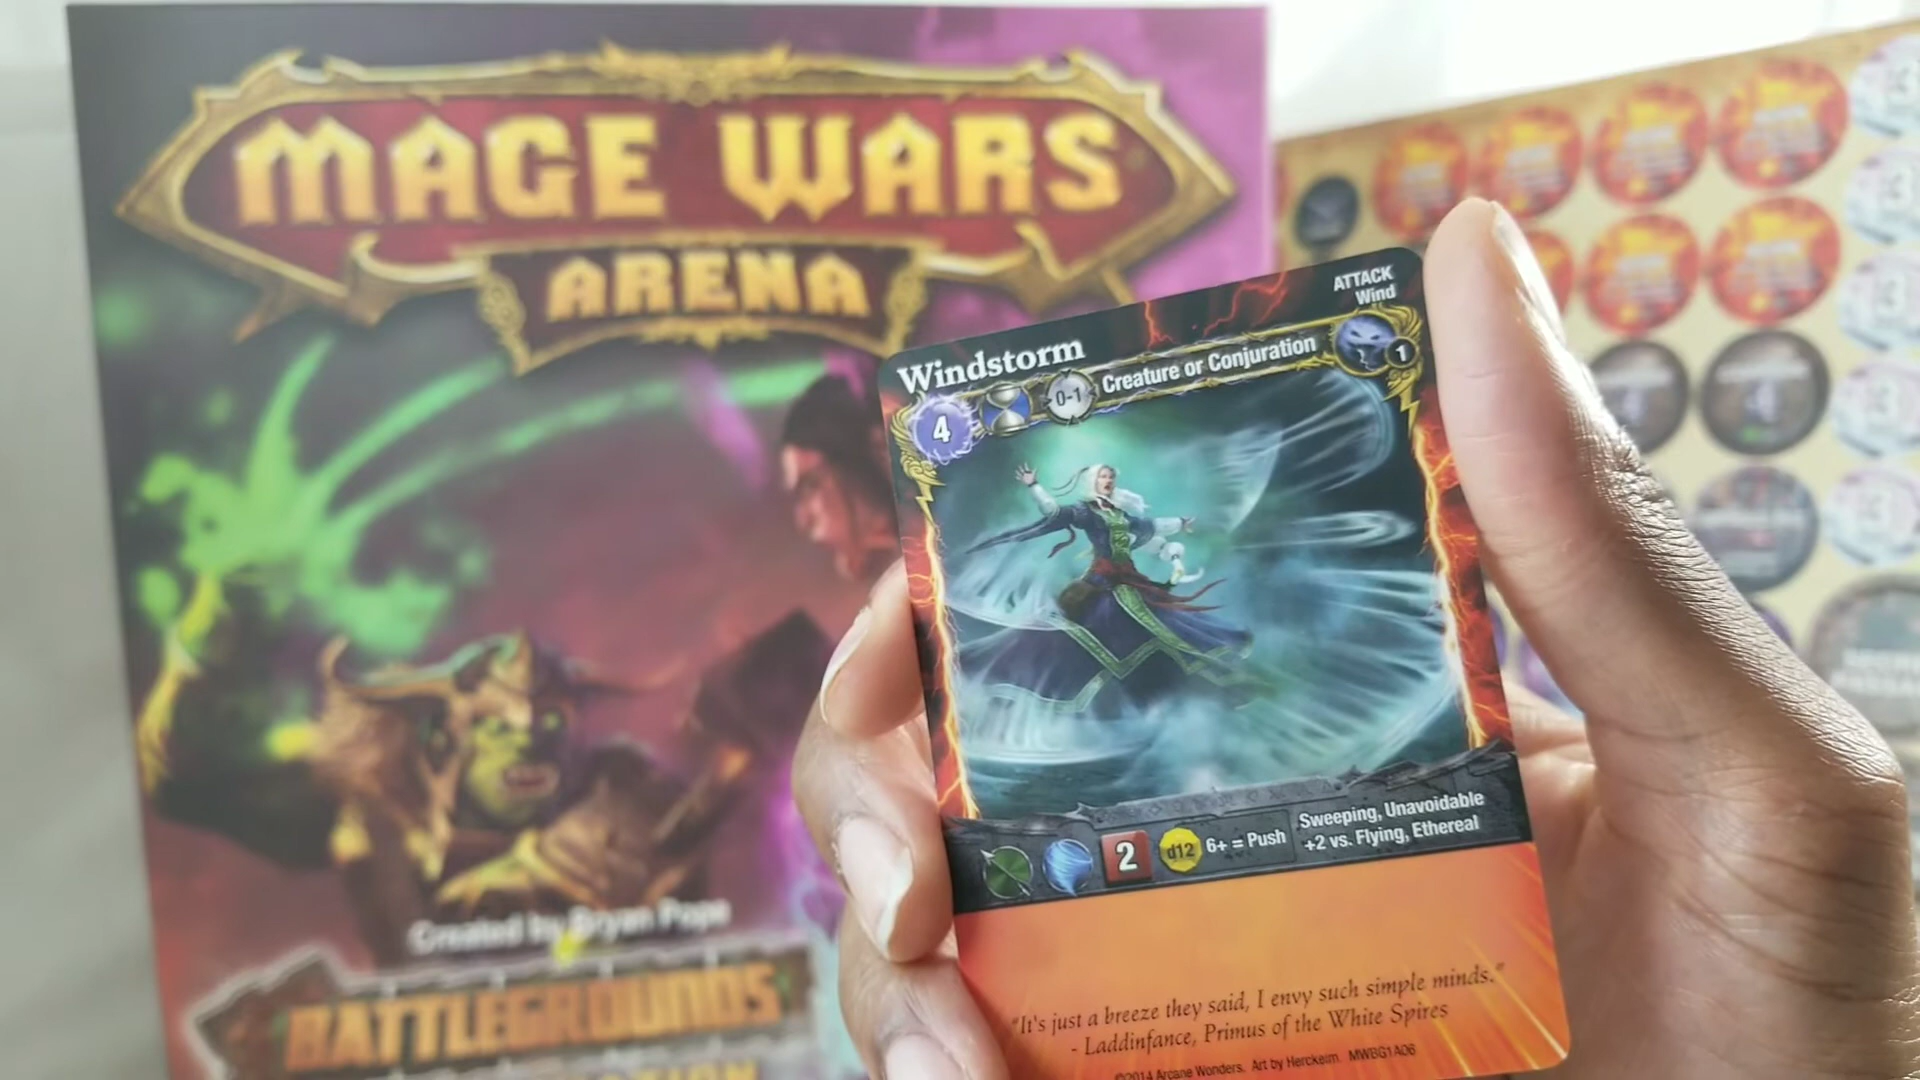 MAGE WARS
ARENA
Created by Bryan Pope
BATTLEGROUNDS
ATTACK
Wind
Windstorm
4
0-1
Creature or Conjuration
1
2
d12
6+ = Push
Sweeping, Unavoidable
+2 vs. Flying, Ethereal
"It's just a breeze they said, I envy such simple minds."
- Laddinfance, Primus of the White Spires
©2014 Arcane Wonders. Art by Herckeim. MWBG1A06